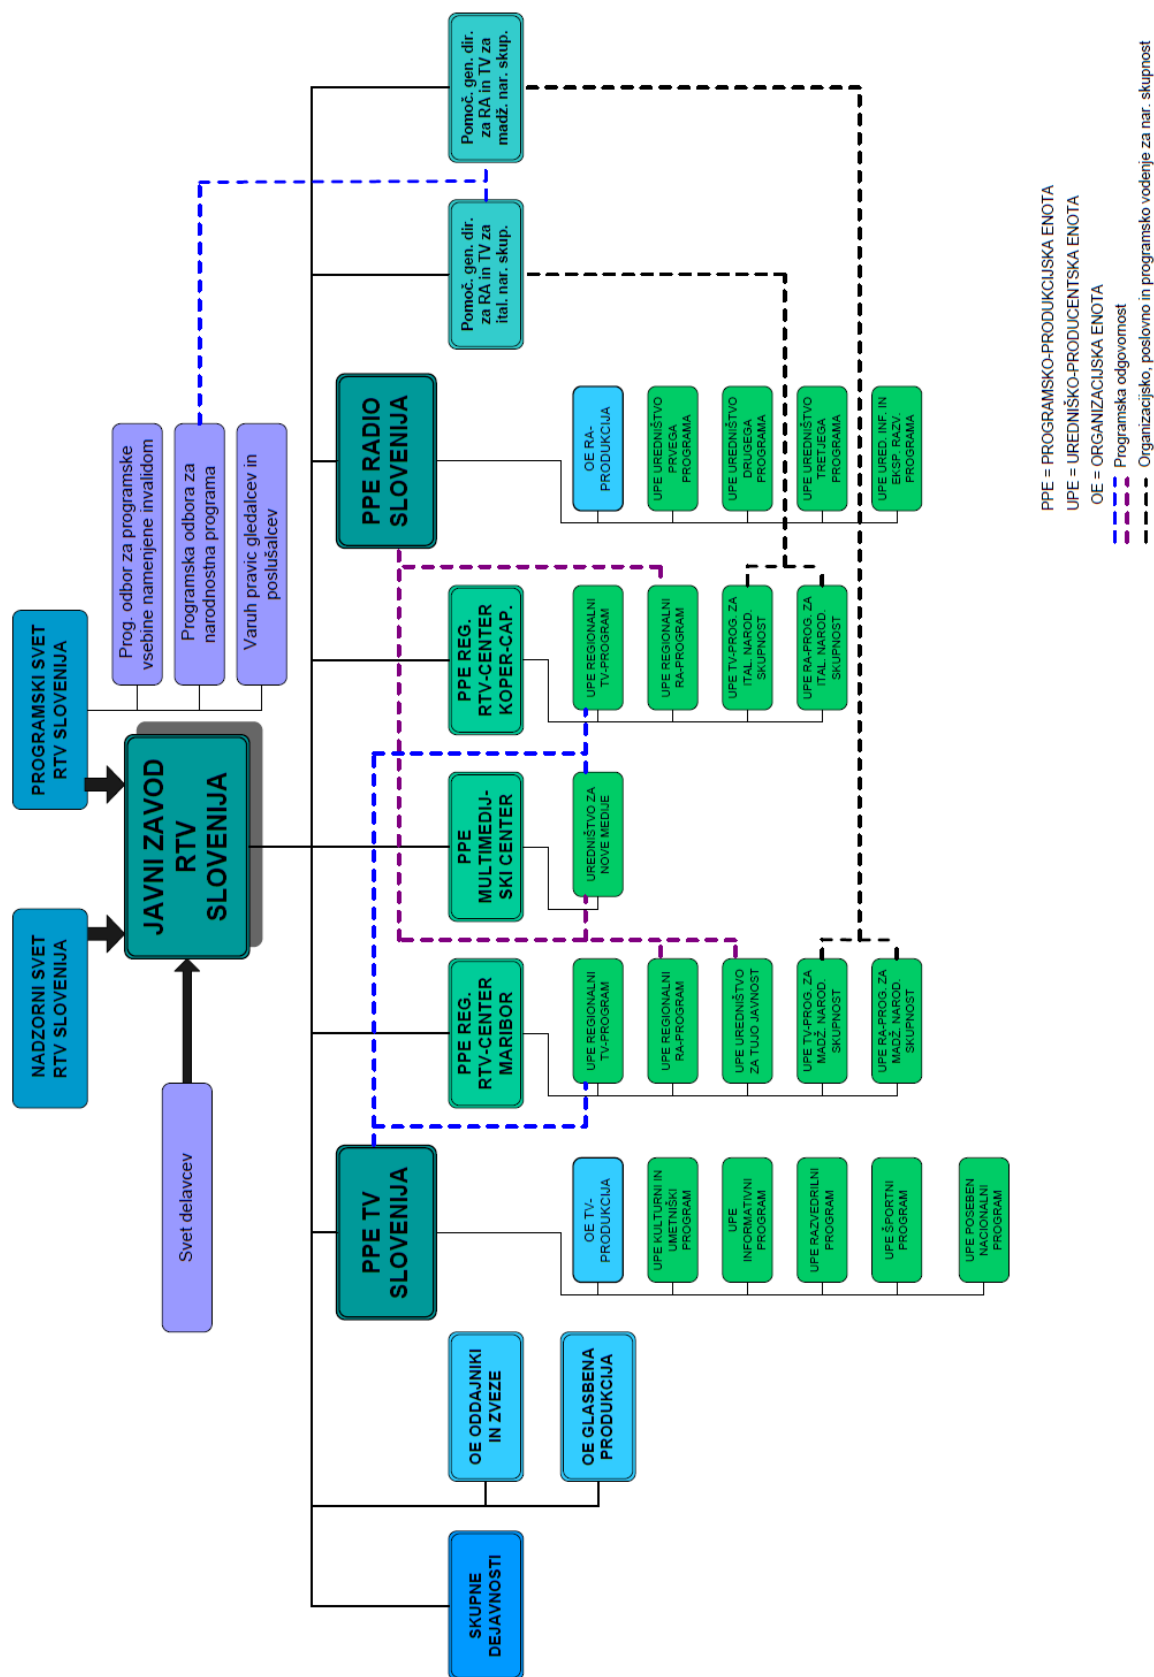 NADZORNI SVET
RTV SLOVENIJA
PROGRAMSKI SVET
RTV SLOVENIJA
JAVNI ZAVOD
RTV
SLOVENIJA
Svet delavcev
Prog. odbor za programske
vsebine namenjene invalidom
Programska odbora za
narodnostna programa
Varuh pravic gledalcev in
poslušalcev
SKUPNE
DEJAVNOSTI
OE ODDAJNIKI
IN ZVEZE
OE GLASBENA
PRODUKCIJA
PPE TV
SLOVENIJA
OE TV-
PRODUKCIJA
UPE KULTURNI IN
UMETNIŠKI
PROGRAM
UPE
INFORMATIVNI
PROGRAM
UPE RAZVEDRILNI
PROGRAM
UPE ŠPORTNI
PROGRAM
UPE POSEBEN
NACIONALNI
PROGRAM
PPE REG.
RTV-CENTER
MARIBOR
UPE REGIONALNI
TV-PROGRAM
UPE REGIONALNI
RA-PROGRAM
UPE UREDNIŠTVO
ZA TUJO JAVNOST
UPE TV-PROG. ZA
MADŽ. NAROD.
SKUPNOST
UPE RA-PROG. ZA
MADŽ. NAROD.
SKUPNOST
PPE
MULTIMEDIJ-
SKI CENTER
UREDNIŠTVO ZA
NOVE MEDIJE
PPE REG.
RTV-CENTER
KOPER-CAP.
UPE REGIONALNI
TV-PROGRAM
UPE REGIONALNI
RA-PROGRAM
UPE TV-PROG. ZA
ITAL. NAROD.
SKUPNOST
UPE RA-PROG. ZA
ITAL. NAROD.
SKUPNOST
PPE RADIO
SLOVENIJA
OE RA-
PRODUKCIJA
UPE UREDNIŠTVO
PRVEGA
PROGRAMA
UPE UREDNIŠTVO
DRUGEGA
PROGRAMA
UPE UREDNIŠTVO
TRETJEGA
PROGRAMA
UPE URED. INF. IN
EKSP. RAZV.
PROGRAMA
Pomoč. gen. dir.
za RA in TV za
ital. nar. skup.
Pomoč. gen. dir.
za RA in TV za
madž. nar. skup.
PPE = PROGRAMSKO-PRODUKCIJSKA ENOTA
UPE = UREDNIŠKO-PRODUCENTSKA ENOTA
OE = ORGANIZACIJSKA ENOTA
Programska odgovornost
Organizacijsko, poslovno in programsko vodenje za nar. skupnost